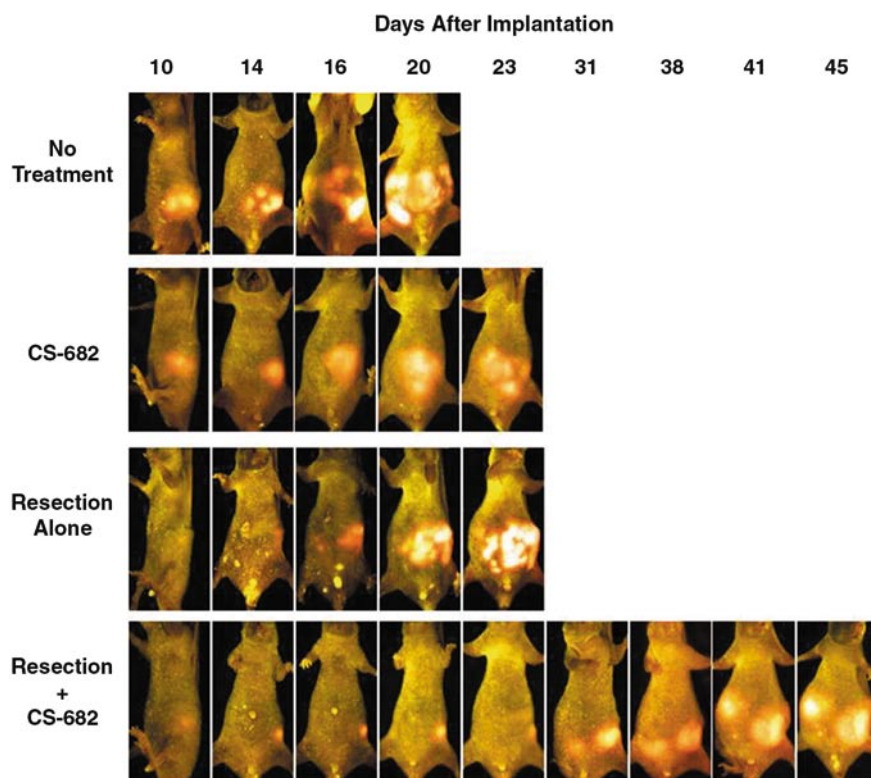 Days After Implantation
10 14 16 20 23 31 38 41 45
No
Treatment
CS-682
Resection
Alone
Resection
+
CS-682